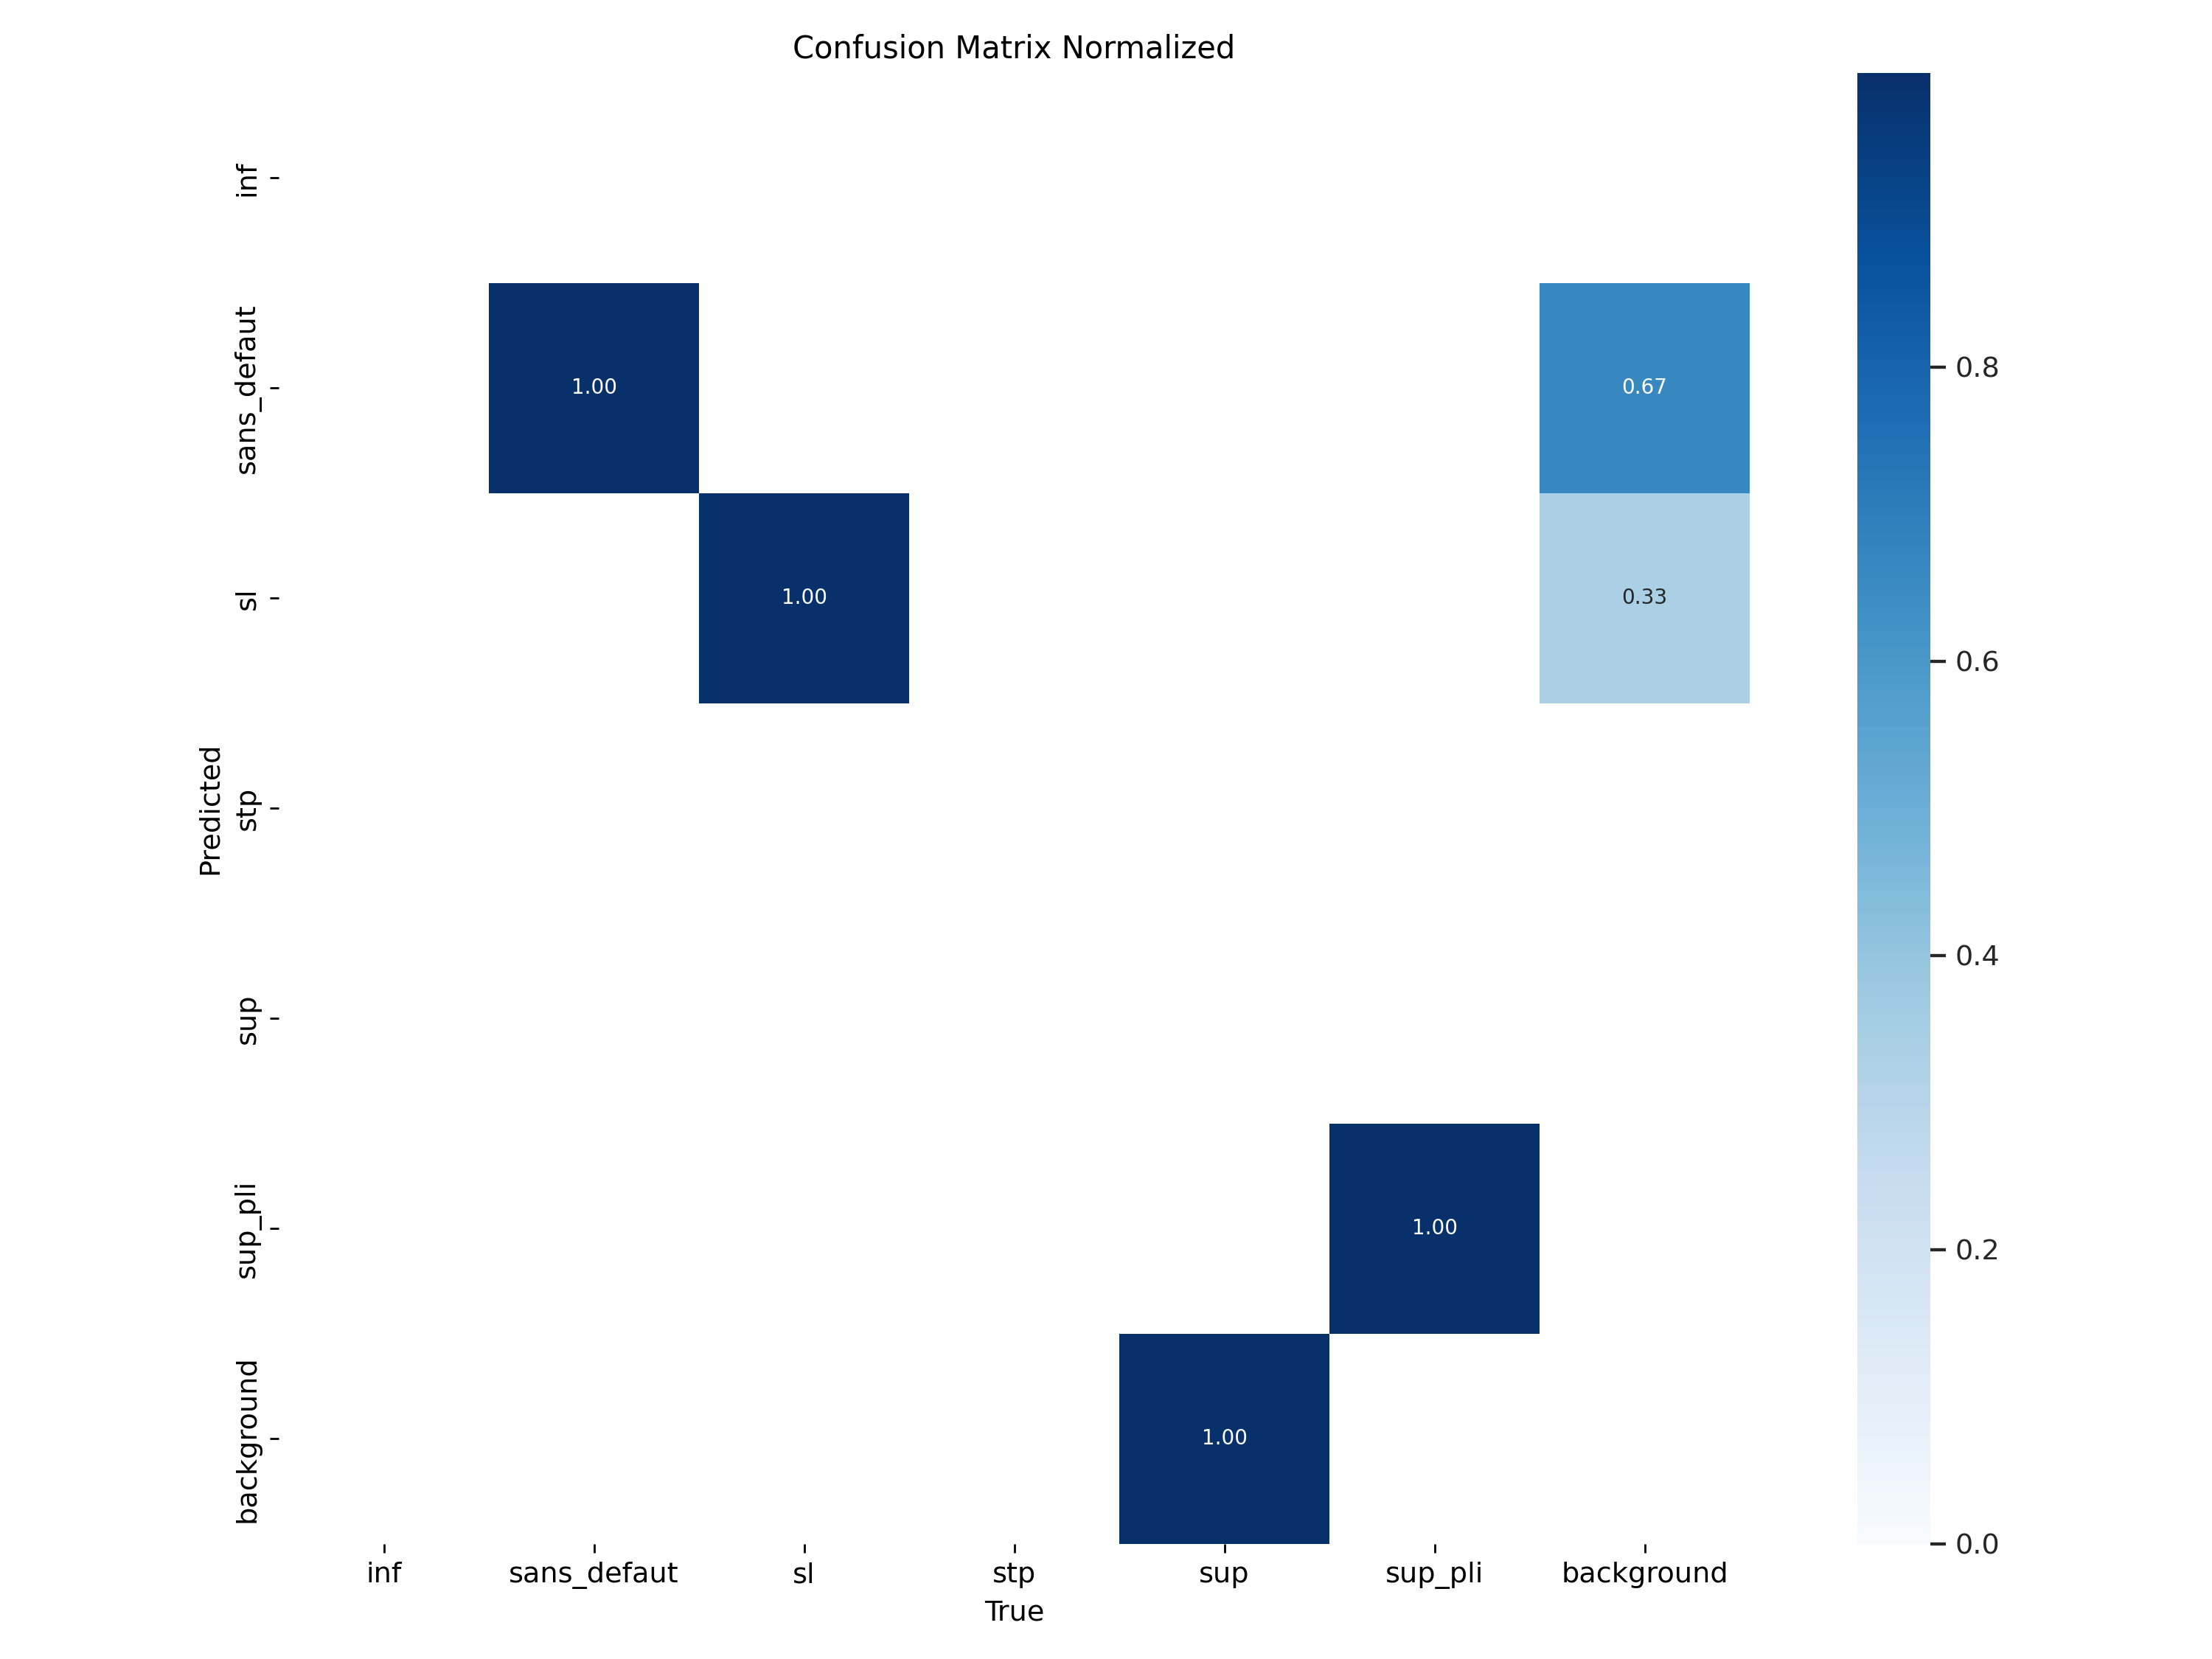 Confusion Matrix Normalized
inf
sans_defaut
1.00
0.67
sl
1.00
0.33
stp
sup
sup_pli
1.00
background
1.00
Predicted
inf
sans_defaut
sl
stp
sup
sup_pli
background
True
0.8
0.6
0.4
0.2
0.0